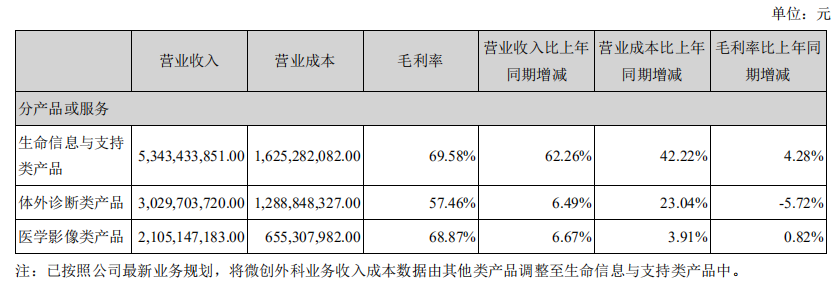 单位：元
营业收入 营业成本 毛利率 营业收入比上年同期增减 营业成本比上年同期增减 毛利率比上年同期增减
分产品或服务
生命信息与支持类产品 5,343,433,851.00 1,625,282,082.00 69.58% 62.26% 42.22% 4.28%
体外诊断类产品 3,029,703,720.00 1,288,848,327.00 57.46% 6.49% 23.04% -5.72%
医学影像类产品 2,105,147,183.00 655,307,982.00 68.87% 6.67% 3.91% 0.82%
注：已按照公司最新业务规划，将微创外科业务收入成本数据由其他类产品调整至生命信息与支持类产品中。